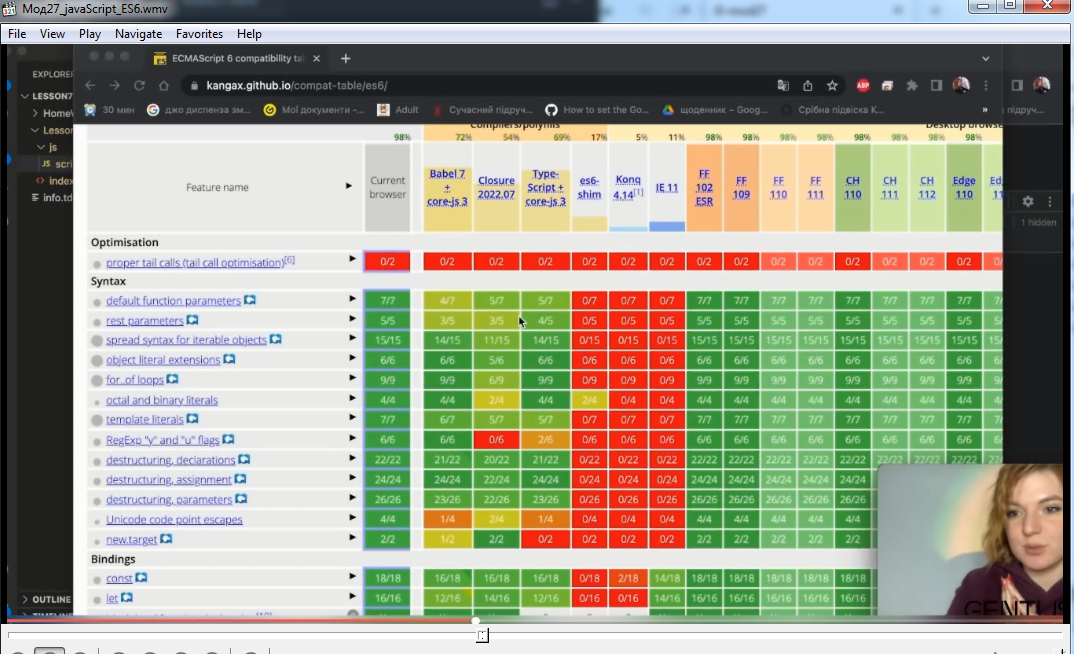 Мод27_javaScript_ES6.wmv
File View Play Navigate Favorites Help
EXPLORE
ECMAScript 6 compatibility ta
kangax.github.io/compat-table/es6/
30 мин джо диспенза зм... Мої документи -... Adult Сучасний підруч... How to set the Go... щоденник – Goog... Срібна підвіска К... » підруч...
LESSON7
Home\
Lesso
js
JS scri
index
info.td
1 hidden
Compilers/polyfills Desktop browse
98% 72% 54% 69% 17% 5% 11% 98% 98% 98% 98% 98% 98% 98% 98%
Feature name Current browser Babel 7 + core-js 3 Closure 2022.07 Type-Script + core-js 3 es6-shim Konq 4.14[1] IE 11 FF 102 ESR FF 109 FF 110 FF 111 CH 110 CH 111 CH 112 Edge 110 Ed 11
Optimisation
proper tail calls (tail call optimisation)[6] 0/2 0/2 0/2 0/2 0/2 0/2 0/2 0/2 0/2 0/2 0/2 0/2 0/2 0/2 0/2 0/
Syntax
default function parameters 7/7 4/7 5/7 5/7 0/7 0/7 0/7 7/7 7/7 7/7 7/7 7/7 7/7 7/7 7/7 7/
rest parameters 5/5 3/5 3/5 4/5 0/5 0/5 0/5 5/5 5/5 5/5 5/5 5/5 5/5 5/5 5/5 5/
spread syntax for iterable objects 15/15 14/15 11/15 14/15 0/15 0/15 0/15 15/15 15/15 15/15 15/15 15/15 15/15 15/15 15/15 15/
object literal extensions 6/6 6/6 5/6 6/6 0/6 0/6 0/6 6/6 6/6 6/6 6/6 6/6 6/6 6/6 6/6 6/
for..of loops 9/9 9/9 6/9 9/9 0/9 0/9 0/9 9/9 9/9 9/9 9/9 9/9 9/9 9/9 9/9 9/
octal and binary literals 4/4 4/4 2/4 4/4 2/4 0/4 0/4 4/4 4/4 4/4 4/4 4/4 4/4 4/4 4/4 4/
template literals 7/7 6/7 5/7 5/7 0/7 0/7 0/7 7/7 7/7 7/7 7/7 7/7 7/7 7/7 7/7 7/
RegExp "y" and "u" flags 6/6 6/6 0/6 2/6 0/6 0/6 0/6 6/6 6/6 6/6 6/6 6/6 6/6 6/6 6/6 6/
destructuring, declarations 22/22 21/22 20/22 21/22 0/22 0/22 0/22 22/22 22/22 22/22 22/22 22/22 22/22 22/22 22/22 22/
destructuring, assignment 24/24 24/24 22/24 24/24 0/24 0/24 0/24 24/24 24/24 24/24 24/24 24/24
destructuring, parameters 26/26 23/26 22/26 23/26 0/26 0/26 0/26 26/26 26/26 26/26 26/26 26/26
Unicode code point escapes 4/4 1/4 2/4 1/4 0/4 0/4 0/4 4/4 4/4 4/4 4/4 4/4
new.target 2/2 1/2 2/2 0/2 0/2 0/2 0/2 2/2 2/2 2/2 2/2 2/2
Bindings
const 18/18 16/18 16/18 16/18 0/18 2/18 14/18 18/18 18/18 18/18 18/18 18/18
let 16/16 12/16 14/16 12/16 0/16 0/16 14/16 16/16 16/16 16/16 16/16 16/16
OUTLINE
GENIUS